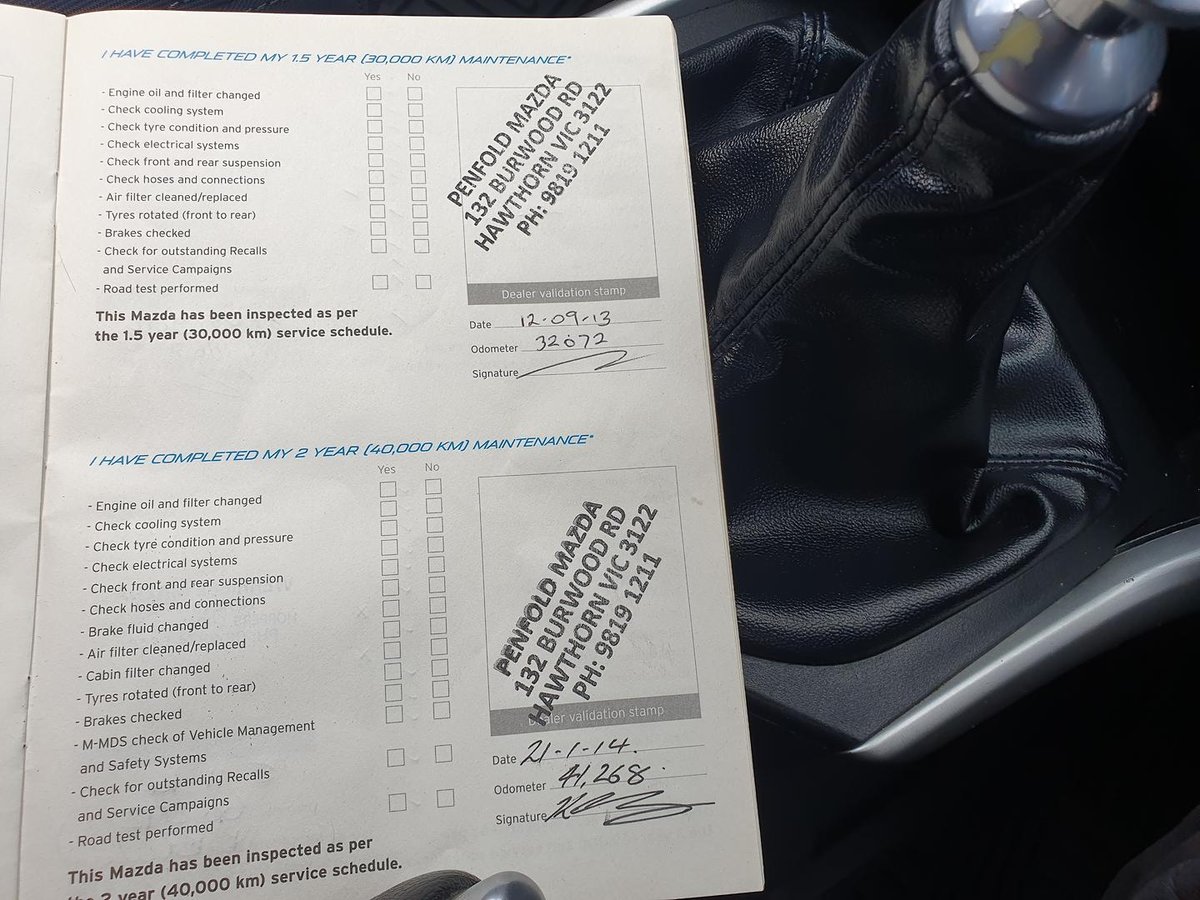 I HAVE COMPLETED MY 1.5 YEAR (30,000 KM) MAINTENANCE*
Yes No
- Engine oil and filter changed
- Check cooling system
- Check tyre condition and pressure
- Check electrical systems
- Check front and rear suspension
- Check hoses and connections
- Air filter cleaned/replaced
- Tyres rotated (front to rear)
- Brakes checked
- Check for outstanding Recalls
and Service Campaigns
- Road test performed
This Mazda has been inspected as per
the 1.5 year (30,000 km) service schedule.
PENFOLD MAZDA
132 BURWOOD RD
HAWTHORN VIC 3122
PH: 9819 1211
Dealer validation stamp
Date 12-09-13
Odometer 32072
Signature
I HAVE COMPLETED MY 2 YEAR (40,000 KM) MAINTENANCE*
Yes No
- Engine oil and filter changed
- Check cooling system
- Check tyre condition and pressure
- Check electrical systems
- Check front and rear suspension
- Check hoses and connections
- Brake fluid changed
- Air filter cleaned/replaced
- Cabin filter changed
- Tyres rotated (front to rear)
- Brakes checked
- M-MDS check of Vehicle Management
and Safety Systems
- Check for outstanding Recalls
and Service Campaigns
- Road test performed
This Mazda has been inspected as per
the 2 year (40,000 km) service schedule.
PENFOLD MAZDA
132 BURWOOD RD
HAWTHORN VIC 3122
PH: 9819 1211
Dealer validation stamp
Date 21-1-14.
Odometer 41,268.
Signature